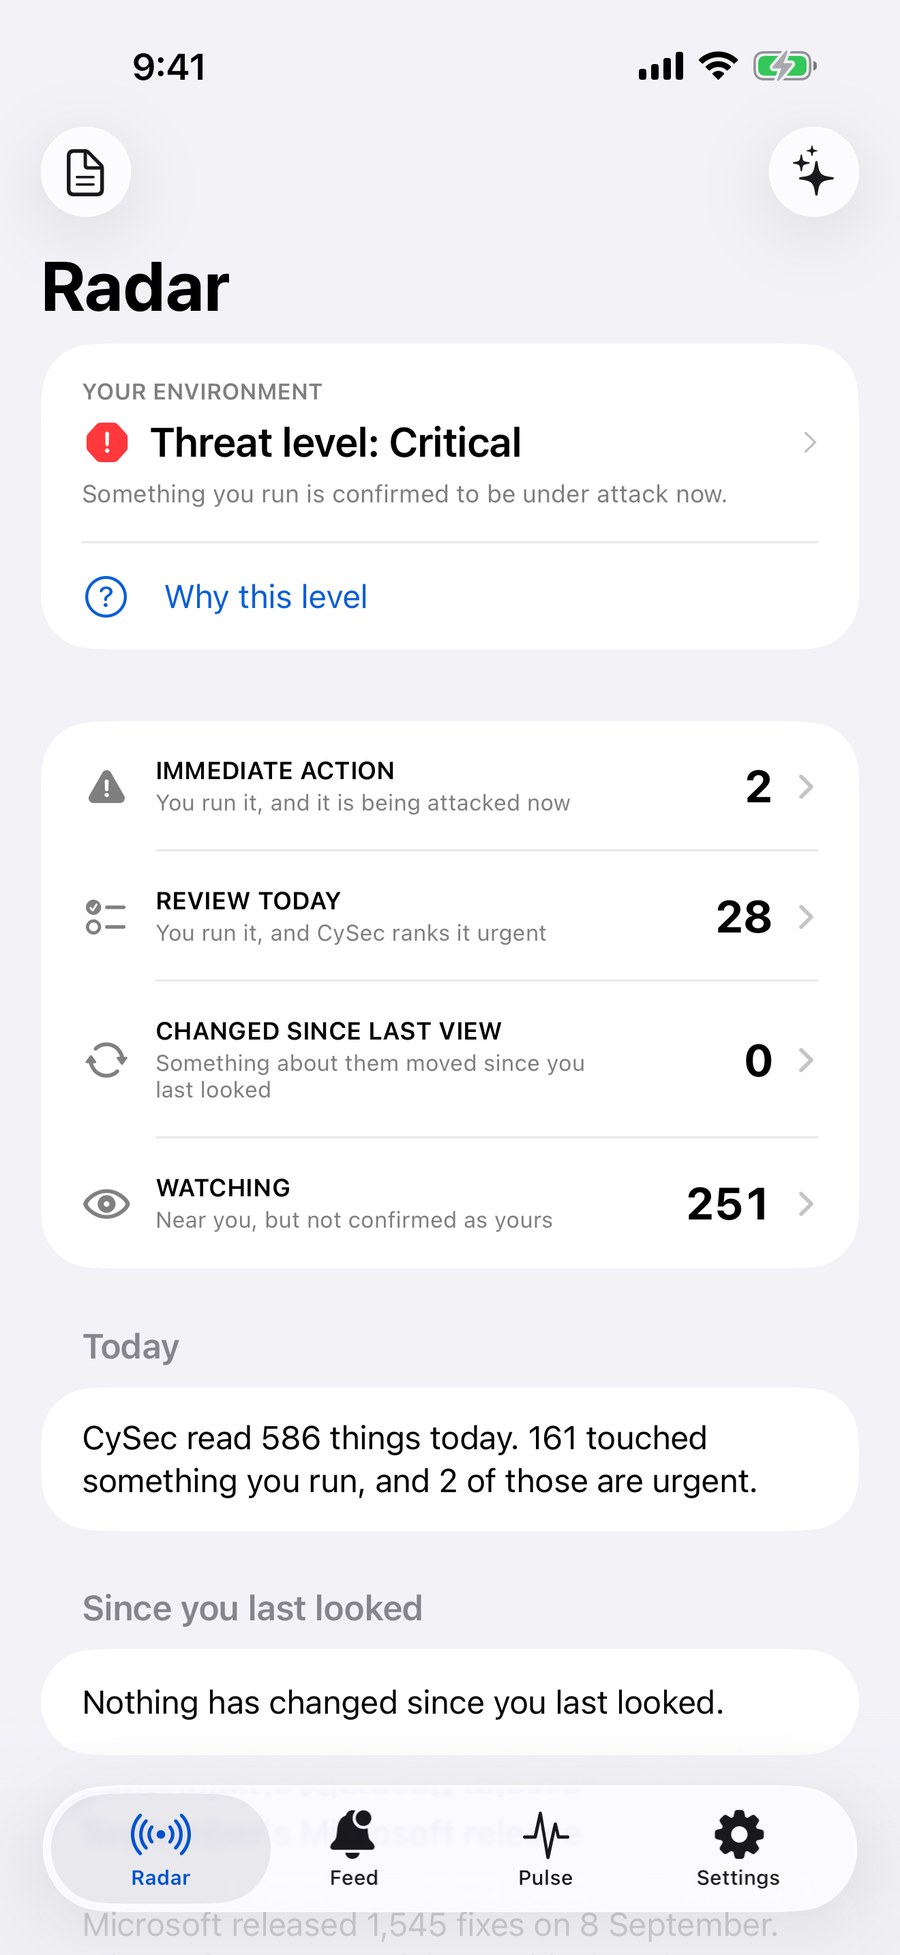 9:41
Radar
YOUR ENVIRONMENT
Threat level: Critical
Something you run is confirmed to be under attack now.
Why this level
IMMEDIATE ACTION
You run it, and it is being attacked now
2
REVIEW TODAY
You run it, and CySec ranks it urgent
28
CHANGED SINCE LAST VIEW
Something about them moved since you
last looked
0
WATCHING
Near you, but not confirmed as yours
251
Today
CySec read 586 things today. 161 touched
something you run, and 2 of those are urgent.
Since you last looked
Nothing has changed since you last looked.
Radar
Feed
Pulse
Settings
Microsoft released 1,545 fixes on 8 September.